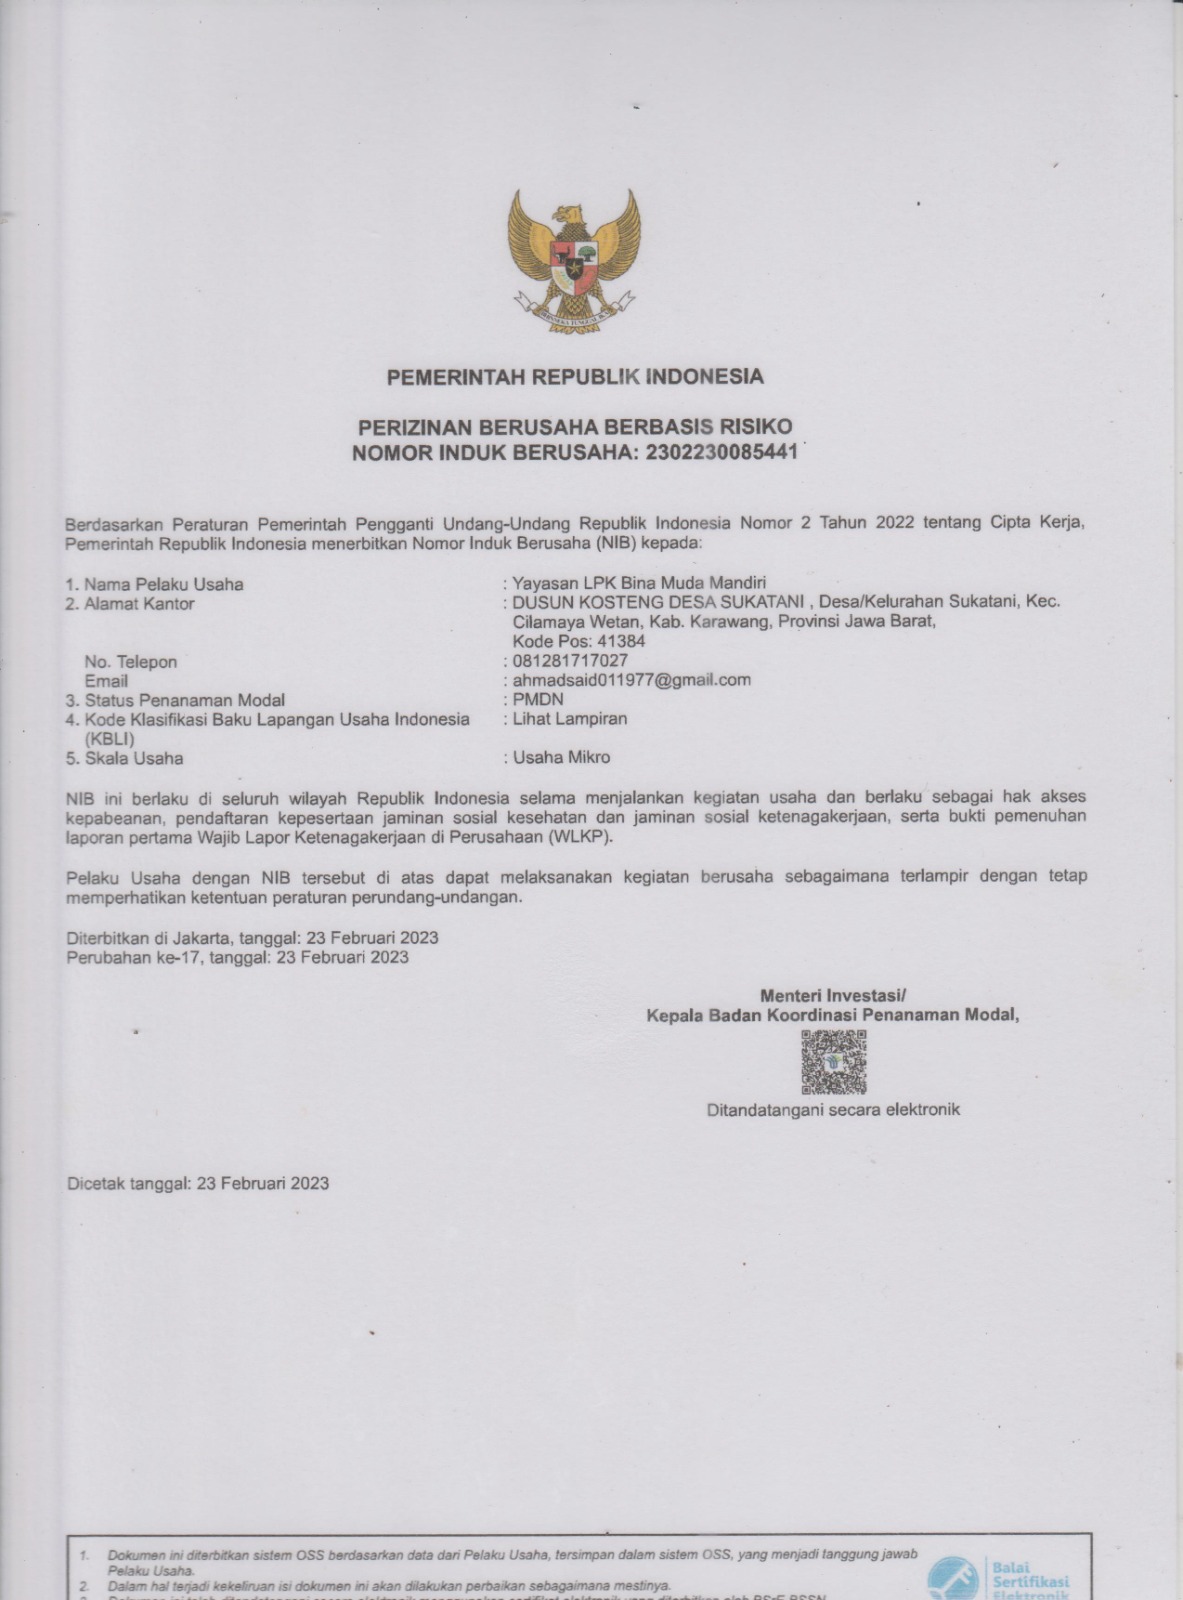 PEMERINTAH REPUBLIK INDONESIA
PERIZINAN BERUSAHA BERBASIS RISIKO
NOMOR INDUK BERUSAHA: 2302230085441
Berdasarkan Peraturan Pemerintah Pengganti Undang-Undang Republik Indonesia Nomor 2 Tahun 2022 tentang Cipta Kerja,
Pemerintah Republik Indonesia menerbitkan Nomor Induk Berusaha (NIB) kepada:
1. Nama Pelaku Usaha : Yayasan LPK Bina Muda Mandiri
2. Alamat Kantor : DUSUN KOSTENG DESA SUKATANI , Desa/Kelurahan Sukatani, Kec.
Cilamaya Wetan, Kab. Karawang, Provinsi Jawa Barat,
Kode Pos: 41384
No. Telepon : 081281717027
Email : ahmadsaid011977@gmail.com
3. Status Penanaman Modal : PMDN
4. Kode Klasifikasi Baku Lapangan Usaha Indonesia : Lihat Lampiran
(KBLI)
5. Skala Usaha : Usaha Mikro
NIB ini berlaku di seluruh wilayah Republik Indonesia selama menjalankan kegiatan usaha dan berlaku sebagai hak akses
kepabeanan, pendaftaran kepesertaan jaminan sosial kesehatan dan jaminan sosial ketenagakerjaan, serta bukti pemenuhan
laporan pertama Wajib Lapor Ketenagakerjaan di Perusahaan (WLKP).
Pelaku Usaha dengan NIB tersebut di atas dapat melaksanakan kegiatan berusaha sebagaimana terlampir dengan tetap
memperhatikan ketentuan peraturan perundang-undangan.
Diterbitkan di Jakarta, tanggal: 23 Februari 2023
Perubahan ke-17, tanggal: 23 Februari 2023
Menteri Investasi/
Kepala Badan Koordinasi Penanaman Modal,
Ditandatangani secara elektronik
Dicetak tanggal: 23 Februari 2023
1. Dokumen ini diterbitkan sistem OSS berdasarkan data dari Pelaku Usaha, tersimpan dalam sistem OSS, yang menjadi tanggung jawab
Pelaku Usaha.
2. Dalam hal terjadi kekeliruan isi dokumen ini akan dilakukan perbaikan sebagaimana mestinya.
Balai
Sertifikasi
Elektronik